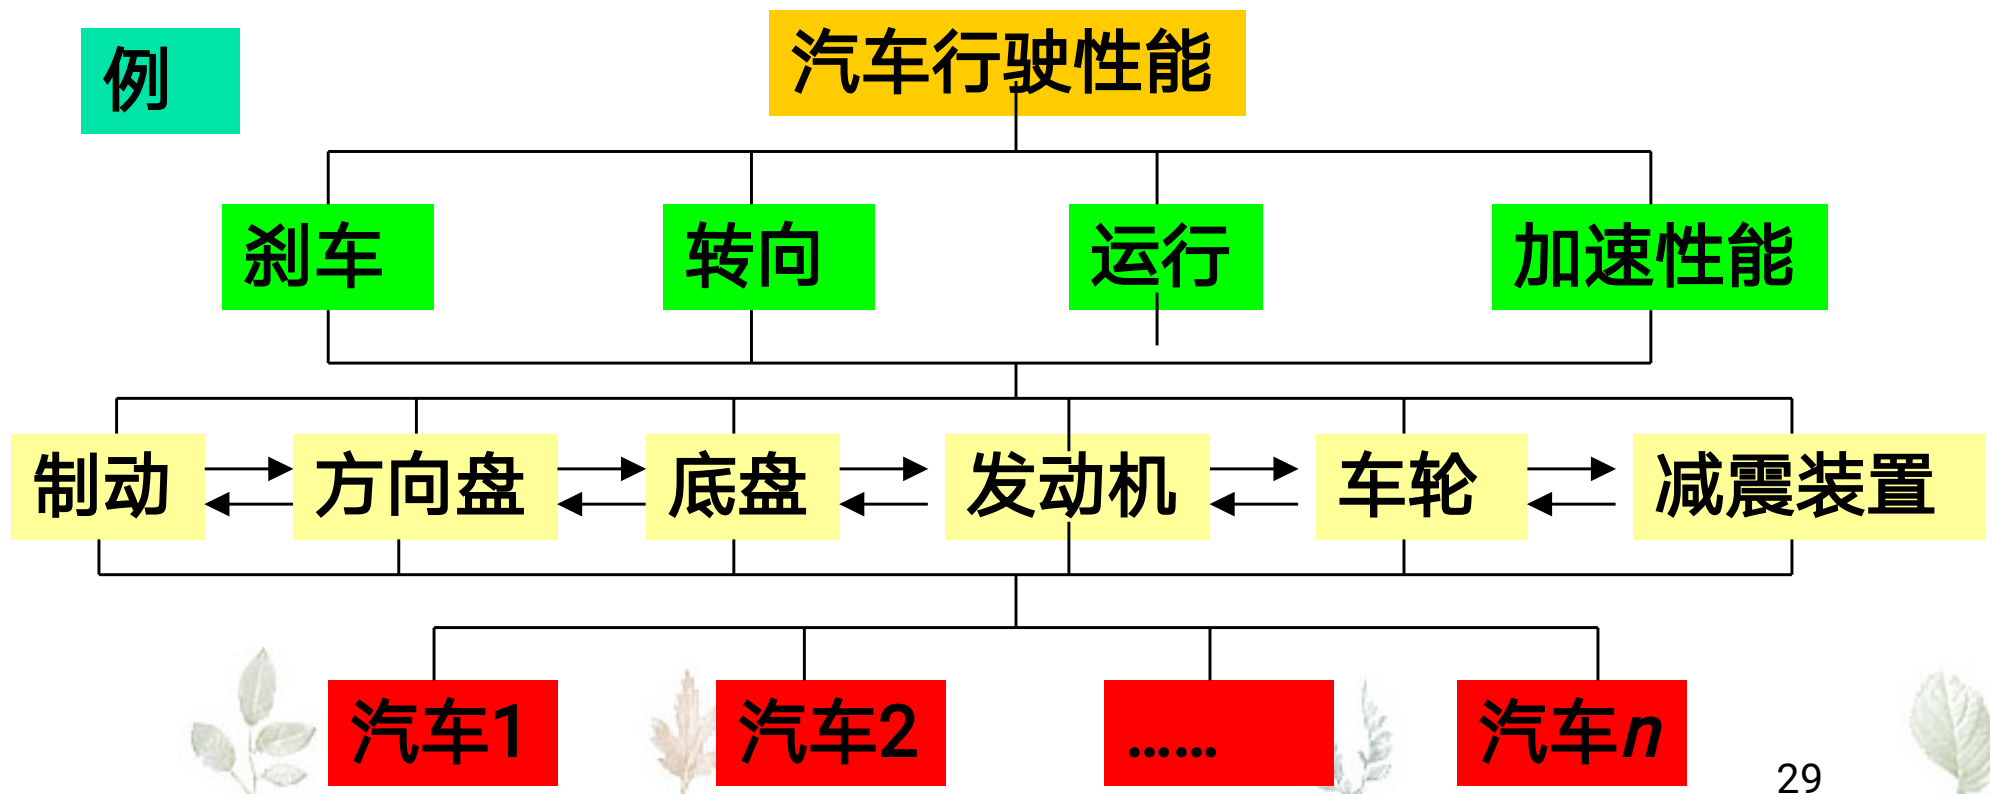 例
汽车行驶性能
刹车 转向 运行 加速性能
制动 方向盘 底盘 发动机 车轮 减震装置
汽车1 汽车2 …… 汽车n
29